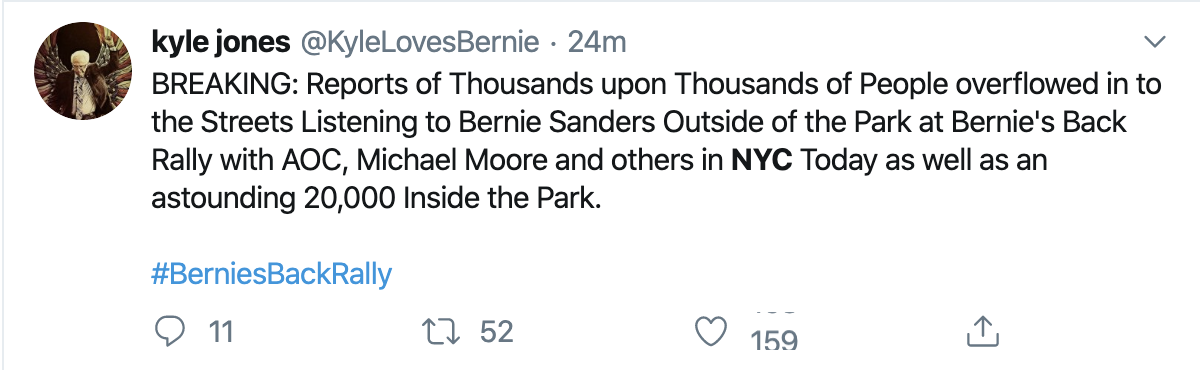 kyle jones @KyleLovesBernie · 24m
BREAKING: Reports of Thousands upon Thousands of People overflowed in to
the Streets Listening to Bernie Sanders Outside of the Park at Bernie's Back
Rally with AOC, Michael Moore and others in NYC Today as well as an
astounding 20,000 Inside the Park.
#BerniesBackRally
11 52 159